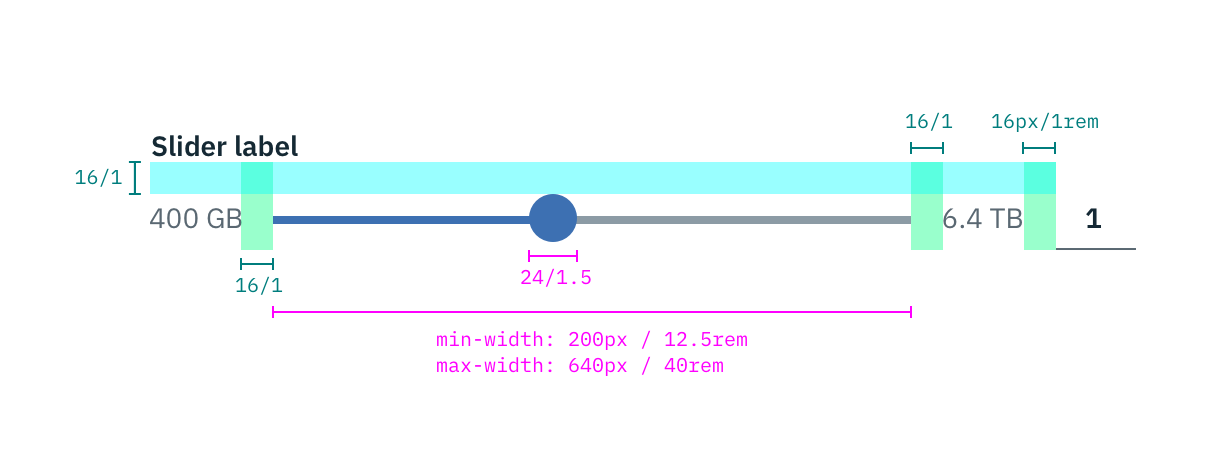 16/1 16px/1rem
Slider label
16/1
400 GB 6.4 TB 1
16/1 24/1.5
min-width: 200px / 12.5rem
max-width: 640px / 40rem